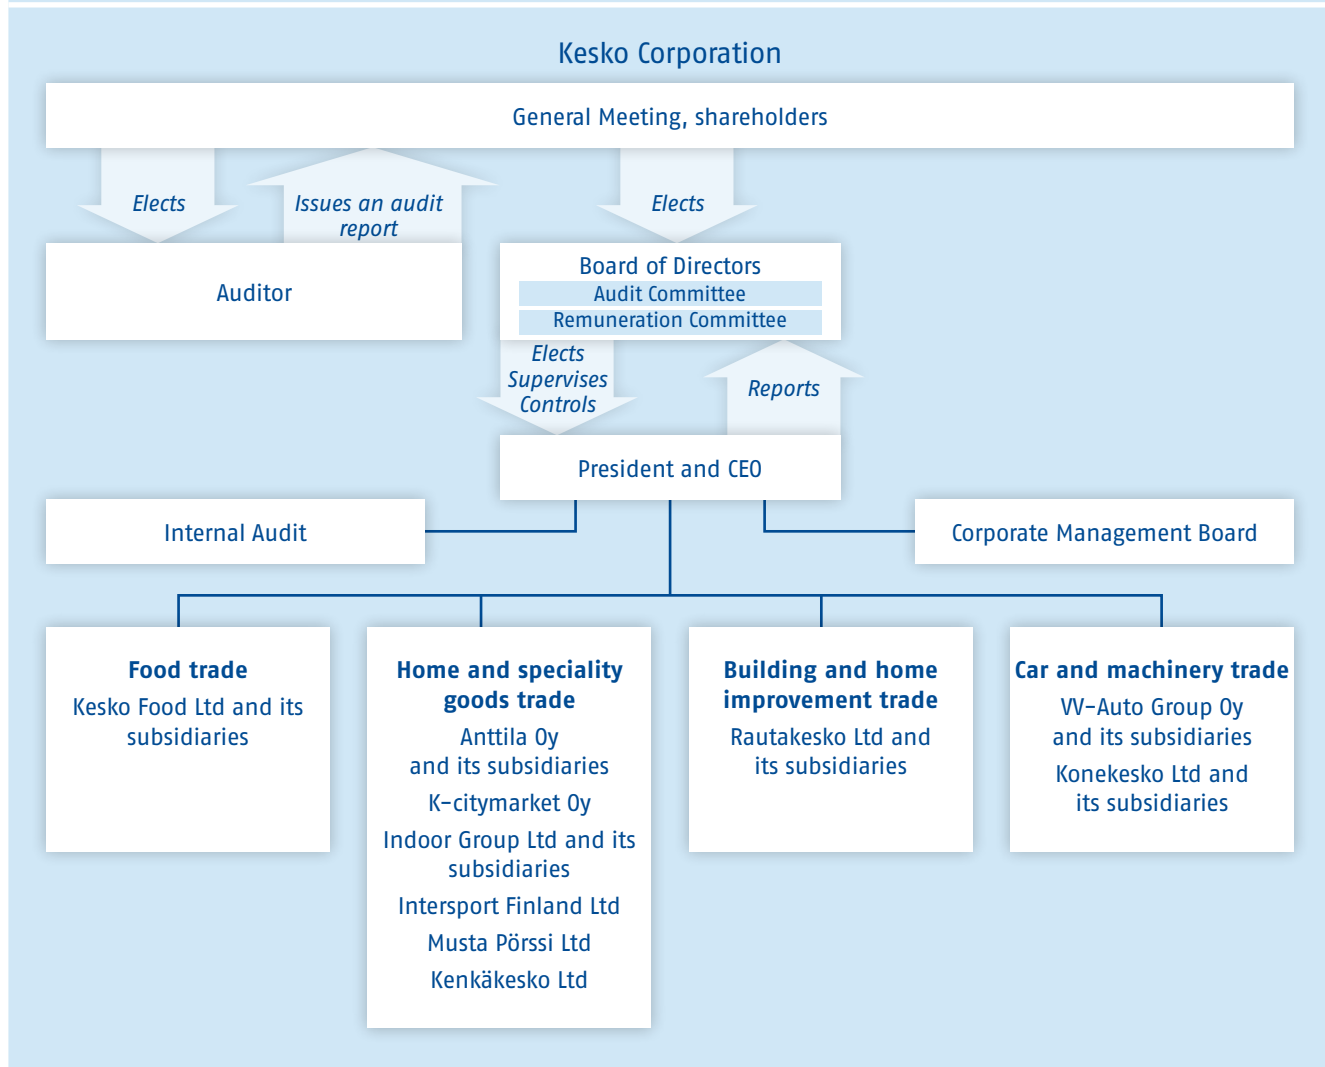 Kesko Corporation
General Meeting, shareholders
Elects
Issues an audit
report
Elects
Auditor
Board of Directors
Audit Committee
Remuneration Committee
Elects
Supervises
Controls
Reports
President and CEO
Internal Audit
Corporate Management Board
Food trade
Kesko Food Ltd and its
subsidiaries
Home and speciality
goods trade
Anttila Oy
and its subsidiaries
K-citymarket Oy
Indoor Group Ltd and its
subsidiaries
Intersport Finland Ltd
Musta Pörssi Ltd
Kenkäkesko Ltd
Building and home
improvement trade
Rautakesko Ltd and
its subsidiaries
Car and machinery trade
VV-Auto Group Oy
and its subsidiaries
Konekesko Ltd and
its subsidiaries